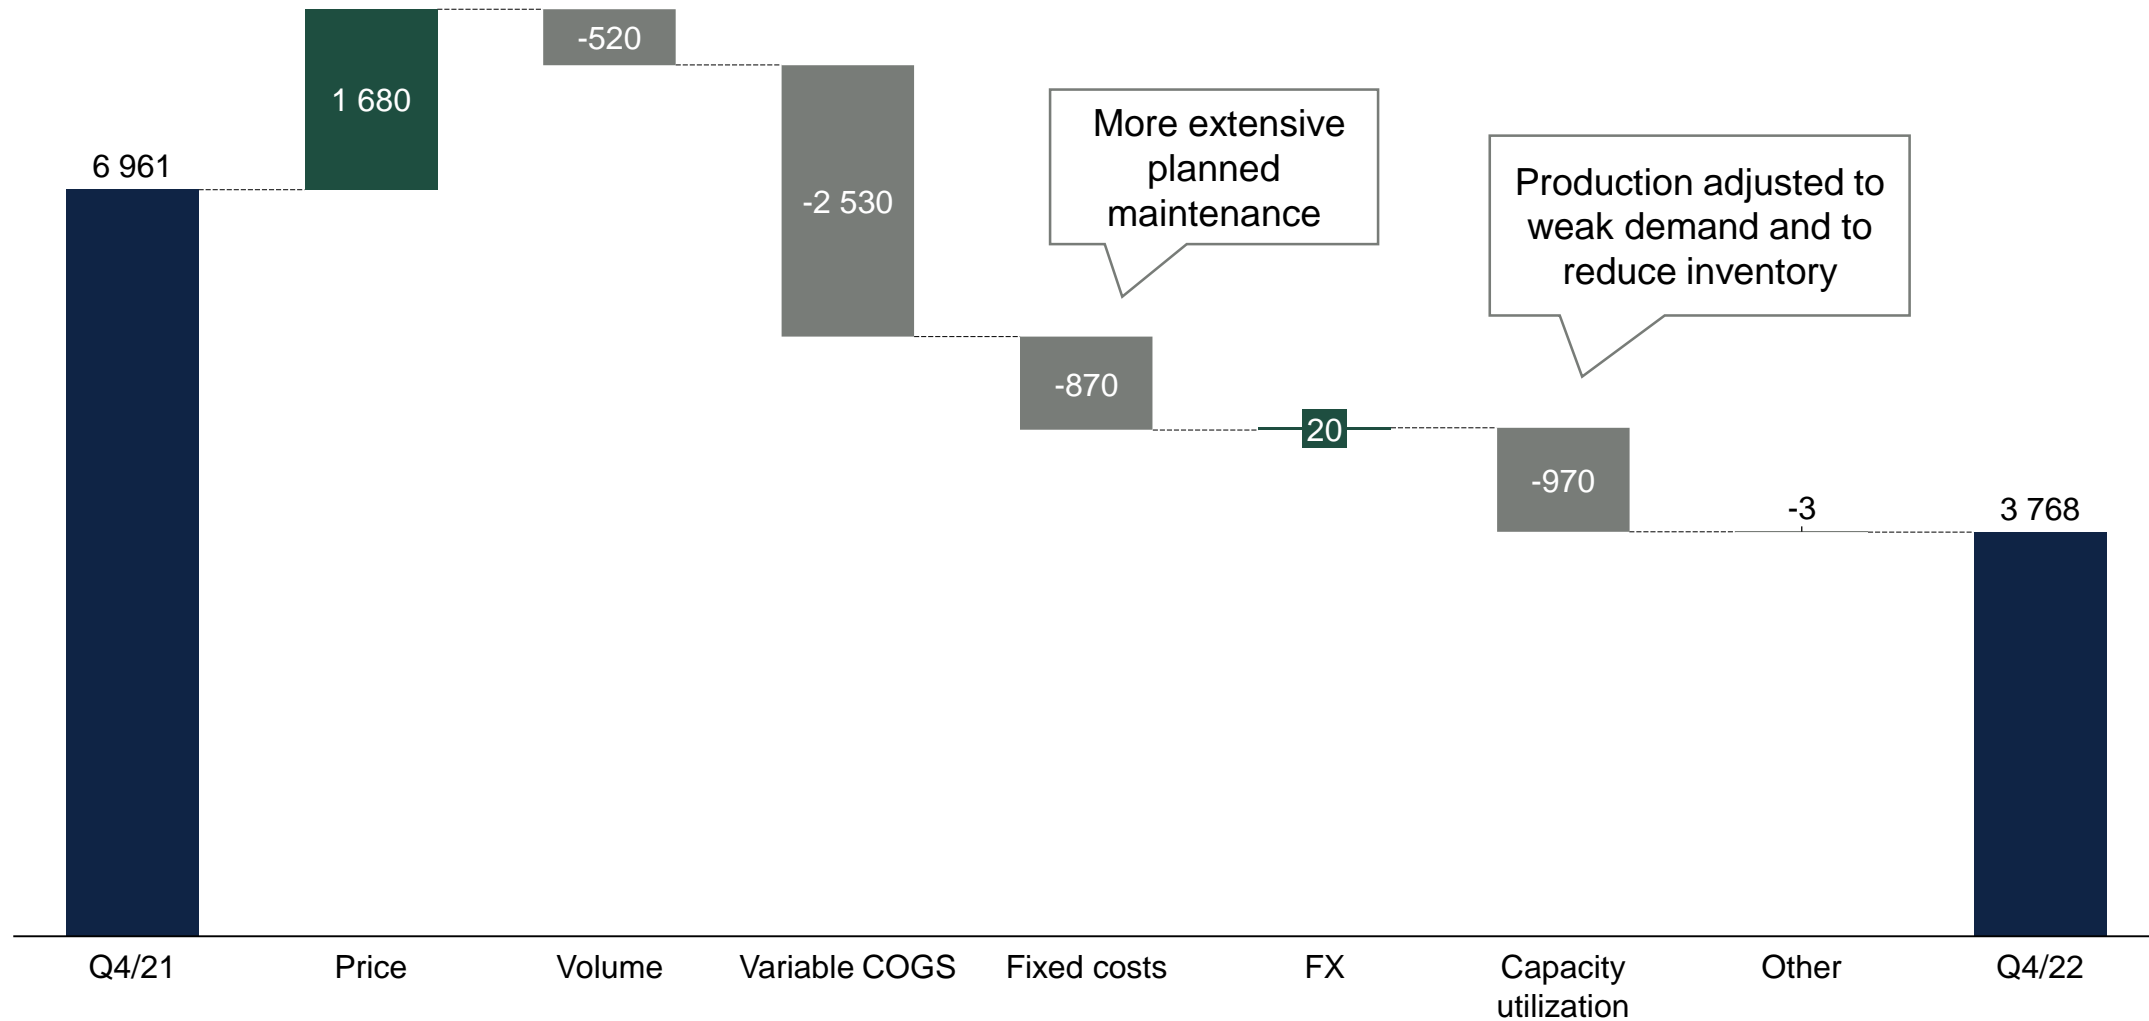 6 961
1 680
-520
-2 530
More extensive
planned
maintenance
-870
20
Production adjusted to
weak demand and to
reduce inventory
-970
-3
3 768
Q4/21
Price
Volume
Variable COGS
Fixed costs
FX
Capacity
utilization
Other
Q4/22